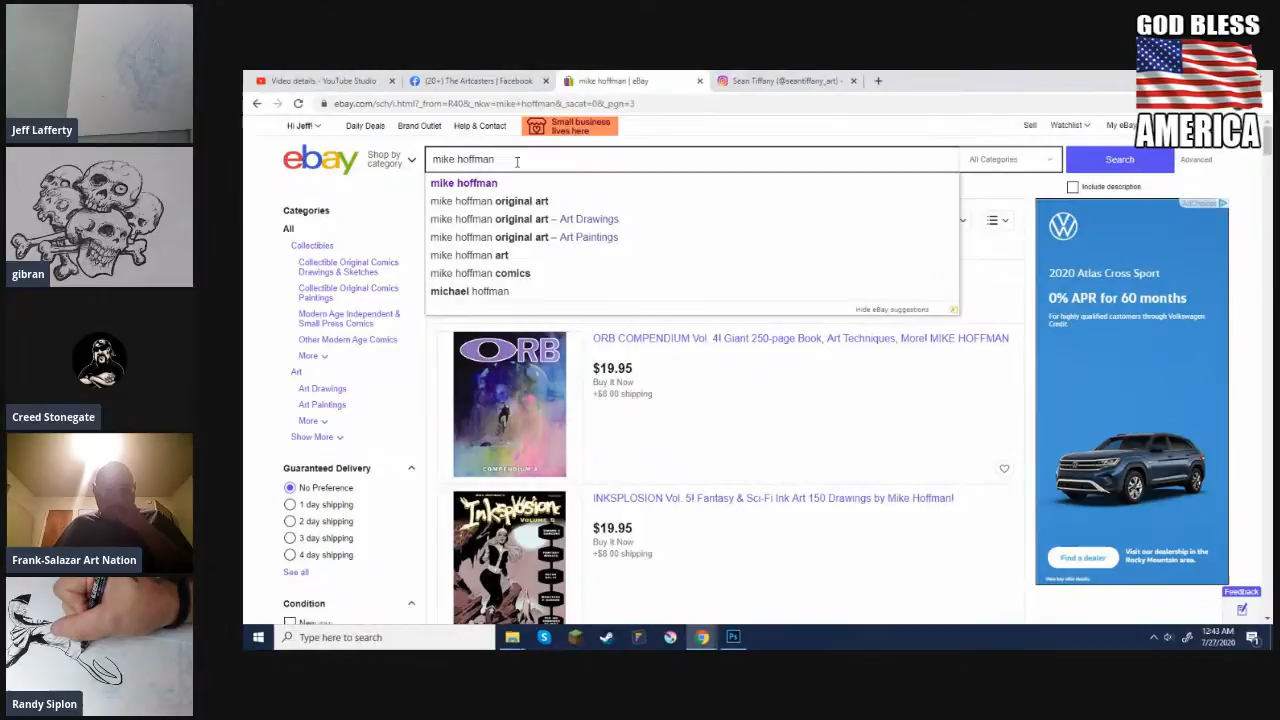 GOD BLESS
AMERICA
Jeff Lafferty
gibran
Creed Stonegate
Frank-Salazar Art Nation
Randy Siplon
Video details - YouTube Studio
(20+) The Artcasters | Facebook
mike hoffman | eBay
Sean Tiffany (@seantiffany_art) -
ebay.com/sch/i.html?_from=R40&_nkw=mike+hoffman&_sacat=0&_pgn=3
Hi Jeff!
Daily Deals
Brand Outlet
Help & Contact
Small business
lives here
Sell
Watchlist
My eBay
ebay
Shop by
category
mike hoffman
All Categories
Search
Advanced
Include description
mike hoffman
mike hoffman original art
mike hoffman original art – Art Drawings
mike hoffman original art – Art Paintings
mike hoffman art
mike hoffman comics
michael hoffman
Hide eBay suggestions
Categories
All
Collectibles
Collectible Original Comics
Drawings & Sketches
Collectible Original Comics
Paintings
Modern Age Independent &
Small Press Comics
Other Modern Age Comics
More
Art
Art Drawings
Art Paintings
More
Show More
Guaranteed Delivery
No Preference
1 day shipping
2 day shipping
3 day shipping
4 day shipping
See all
Condition
ORB
COMPENDIUM 4
ORB COMPENDIUM Vol. 4! Giant 250-page Book, Art Techniques, More! MIKE HOFFMAN
$19.95
Buy It Now
+$8.00 shipping
Inksplosion
VOLUME 5
INKSPLOSION Vol. 5! Fantasy & Sci-Fi Ink Art 150 Drawings by Mike Hoffman!
$19.95
Buy It Now
+$8.00 shipping
AdChoices
2020 Atlas Cross Sport
0% APR for 60 months
For highly qualified customers through Volkswagen
Credit.
Find a dealer
Visit our dealership in the
Rocky Mountain area.
View key offer details
Feedback
Type here to search
12:43 AM
7/27/2020